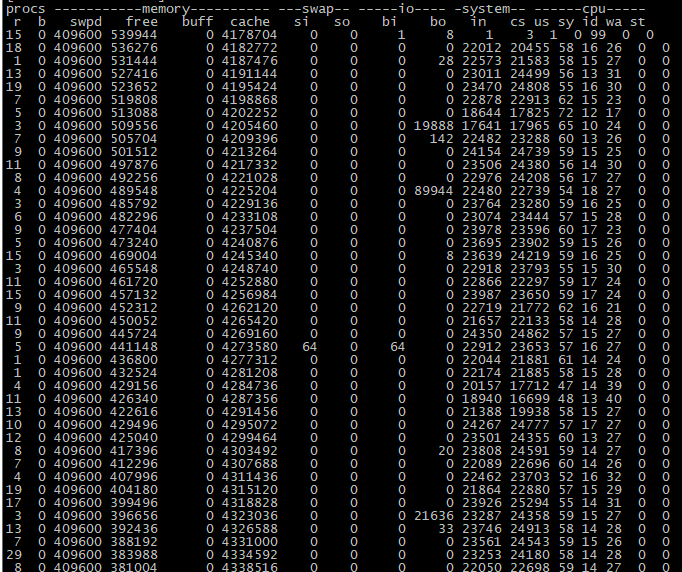 procs -----------memory---------- ---swap-- -----io---- -system-- ------cpu-----
r b swpd free buff cache si so bi bo in cs us sy id wa st
15 0 409600 539944 0 4178704 0 0 1 8 1 3 1 0 99 0 0
18 0 409600 536276 0 4182772 0 0 0 0 22012 20455 58 16 26 0 0
1 0 409600 531444 0 4187476 0 0 0 28 22573 21583 58 15 27 0 0
13 0 409600 527416 0 4191144 0 0 0 0 23011 24499 56 13 31 0 0
19 0 409600 523652 0 4195424 0 0 0 0 23470 24808 55 16 30 0 0
7 0 409600 519808 0 4198868 0 0 0 0 22878 22913 62 15 23 0 0
5 0 409600 513088 0 4202252 0 0 0 0 18644 17825 72 12 17 0 0
3 0 409600 509556 0 4205460 0 0 0 19888 17641 17965 65 10 24 0 0
7 0 409600 505704 0 4209396 0 0 0 142 22482 23288 60 13 26 0 0
9 0 409600 501512 0 4213264 0 0 0 0 24154 24739 59 15 25 0 0
11 0 409600 497876 0 4217332 0 0 0 0 23506 24380 56 14 30 0 0
8 0 409600 492256 0 4221028 0 0 0 0 22976 24208 56 17 27 0 0
4 0 409600 489548 0 4225204 0 0 0 89944 22480 22739 54 18 27 0 0
3 0 409600 485792 0 4229136 0 0 0 0 23764 23280 59 16 25 0 0
6 0 409600 482296 0 4233108 0 0 0 0 23074 23444 57 15 28 0 0
9 0 409600 477404 0 4237504 0 0 0 0 23978 23596 60 17 23 0 0
5 0 409600 473240 0 4240876 0 0 0 0 23695 23902 59 15 26 0 0
15 0 409600 469004 0 4245340 0 0 0 8 23639 24219 59 16 25 0 0
3 0 409600 465548 0 4248740 0 0 0 0 22918 23793 55 15 30 0 0
11 0 409600 461720 0 4252880 0 0 0 0 22866 22297 59 17 24 0 0
15 0 409600 457132 0 4256984 0 0 0 0 23987 23650 59 17 24 0 0
9 0 409600 452312 0 4262120 0 0 0 0 22719 21772 62 16 21 0 0
11 0 409600 450052 0 4265420 0 0 0 0 21657 22133 58 14 28 0 0
9 0 409600 445724 0 4269160 0 0 0 0 24350 24862 57 15 27 0 0
5 0 409600 441148 0 4273580 64 0 64 0 22912 23653 57 16 27 0 0
1 0 409600 436800 0 4277312 0 0 0 0 22044 21881 61 14 24 0 0
1 0 409600 432524 0 4281208 0 0 0 0 22174 21885 58 15 28 0 0
4 0 409600 429156 0 4284736 0 0 0 0 20157 17712 47 14 39 0 0
11 0 409600 426340 0 4287356 0 0 0 0 18940 16699 48 13 40 0 0
13 0 409600 422616 0 4291456 0 0 0 0 21388 19938 58 15 27 0 0
10 0 409600 429496 0 4295072 0 0 0 0 24267 24777 57 17 27 0 0
12 0 409600 425040 0 4299464 0 0 0 0 23501 24355 60 13 27 0 0
8 0 409600 417396 0 4303492 0 0 0 20 23808 24591 59 14 27 0 0
7 0 409600 412296 0 4307688 0 0 0 0 22089 22696 60 14 26 0 0
4 0 409600 407996 0 4311436 0 0 0 0 22462 23703 52 16 32 0 0
19 0 409600 404180 0 4315120 0 0 0 0 21864 22880 57 15 29 0 0
17 0 409600 399496 0 4318828 0 0 0 0 23926 25294 55 14 31 0 0
3 0 409600 396656 0 4323036 0 0 0 21636 23287 24358 59 15 27 0 0
13 0 409600 392436 0 4326588 0 0 0 33 23746 24913 58 14 28 0 0
7 0 409600 388192 0 4331000 0 0 0 0 23561 24543 59 15 26 0 0
29 0 409600 383988 0 4334592 0 0 0 0 23253 24180 58 14 28 0 0
8 0 409600 381004 0 4338516 0 0 0 0 22050 22698 59 14 27 0 0